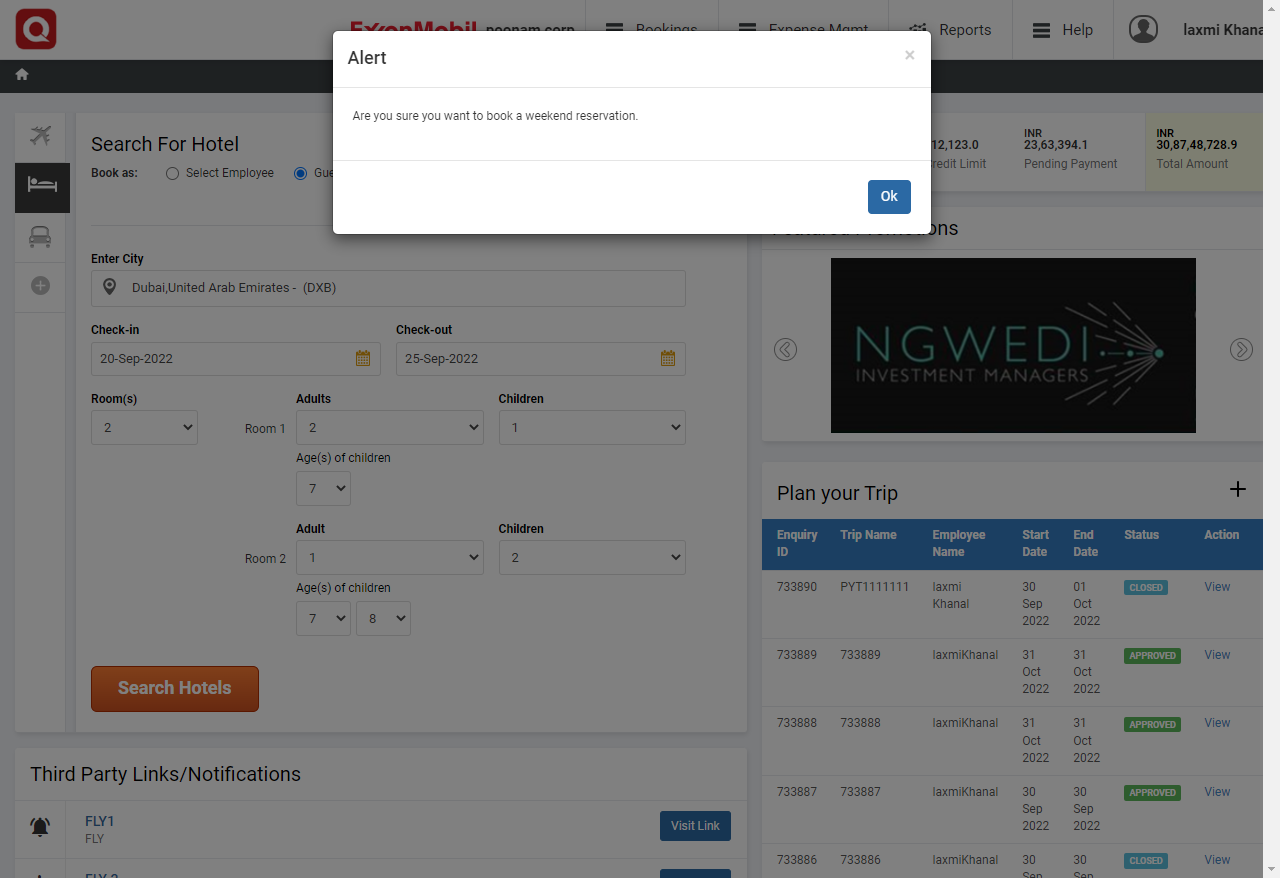 ExxonMobil poonam corp
Bookings
Expense Mgmt
Reports
Help
laxmi Khana
Alert
×
Are you sure you want to book a weekend reservation.
Ok
Search For Hotel
Book as:
Select Employee
Gue
12,123.0
redit Limit
INR
23,63,394.1
Pending Payment
INR
30,87,48,728.9
Total Amount
Featured Promotions
NGWEDI
INVESTMENT MANAGERS
Enter City
Dubai,United Arab Emirates - (DXB)
Check-in
Check-out
20-Sep-2022
25-Sep-2022
Room(s)
Adults
Children
2
Room 1
2
1
Age(s) of children
7
Adult
Children
Room 2
1
2
Age(s) of children
7
8
Search Hotels
Third Party Links/Notifications
FLY1
FLY
Visit Link
FLY 2
Plan your Trip
Enquiry ID Trip Name Employee Name Start Date End Date Status Action
733890 PYT1111111 laxmi Khanal 30 Sep 2022 01 Oct 2022 CLOSED View
733889 733889 laxmiKhanal 31 Oct 2022 31 Oct 2022 APPROVED View
733888 733888 laxmiKhanal 31 Oct 2022 31 Oct 2022 APPROVED View
733887 733887 laxmiKhanal 30 Sep 2022 30 Sep 2022 APPROVED View
733886 733886 laxmiKhanal 30 Sep 30 Sep CLOSED View